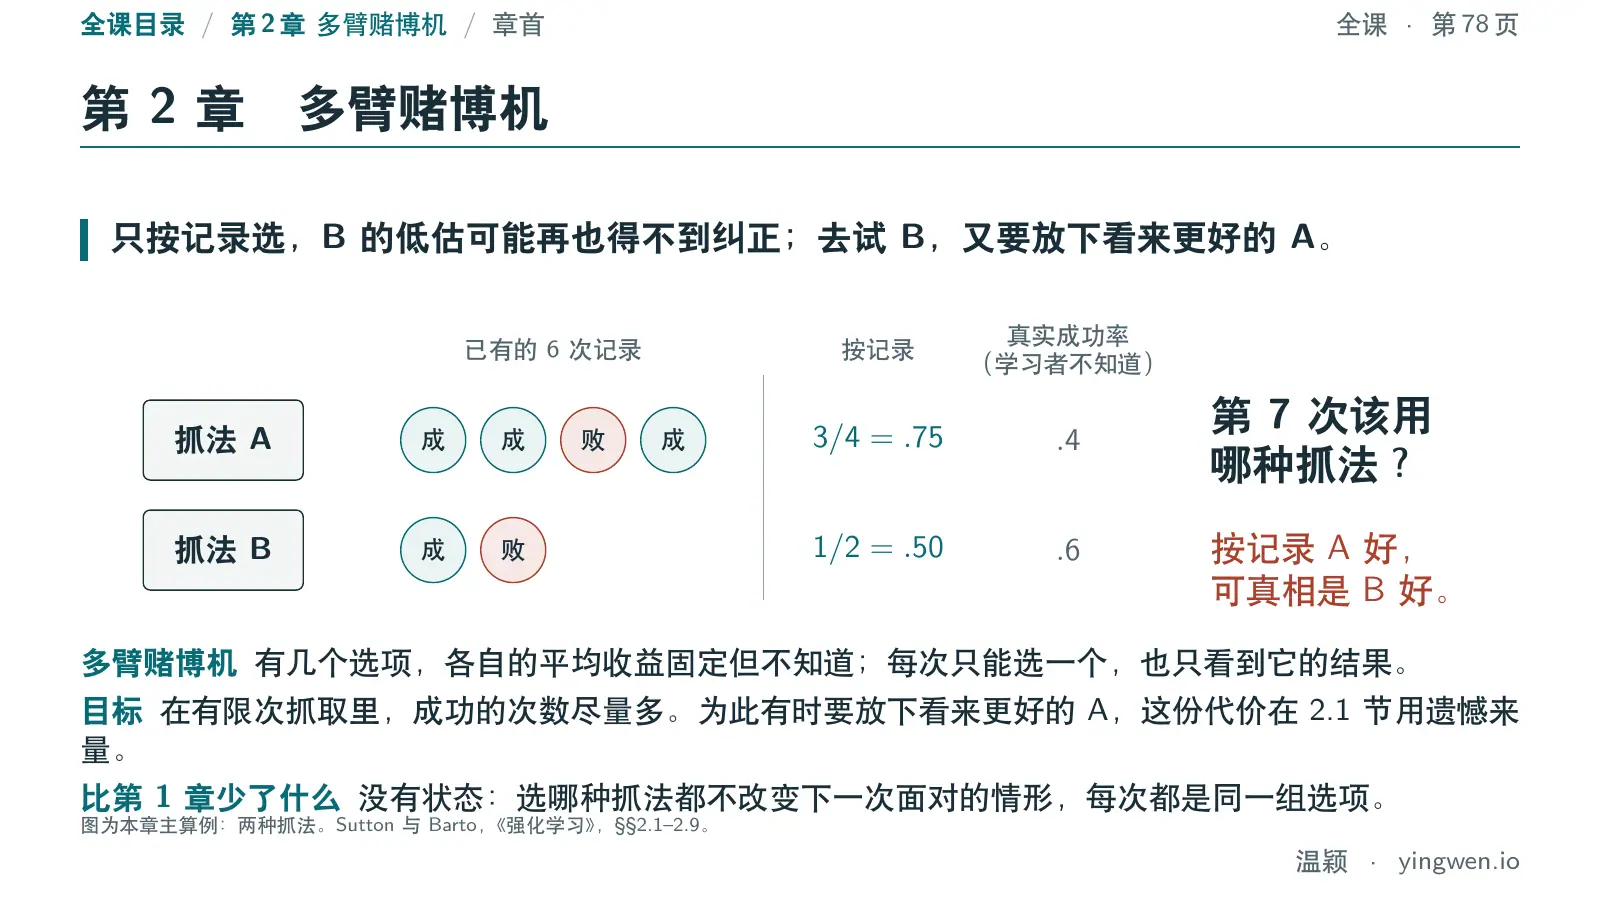 全课目录 / 第 2 章 多臂赌博机 / 章首
全课 · 第 78 页
第 2 章 多臂赌博机
只按记录选，B 的低估可能再也得不到纠正；去试 B，又要放下看来更好的 A。
已有的 6 次记录
按记录
真实成功率
（学习者不知道）
抓法 A
成 成 败 成
3/4 = .75
.4
抓法 B
成 败
1/2 = .50
.6
第 7 次该用
哪种抓法？
按记录 A 好，
可真相是 B 好。
多臂赌博机 有几个选项，各自的平均收益固定但不知道；每次只能选一个，也只看到它的结果。
目标 在有限次抓取里，成功的次数尽量多。为此有时要放下看来更好的 A，这份代价在 2.1 节用遗憾来
量。
比第 1 章少了什么 没有状态：选哪种抓法都不改变下一次面对的情形，每次都是同一组选项。
图为本章主算例：两种抓法。Sutton 与 Barto，《强化学习》，§§2.1–2.9。
温颖 · yingwen.io